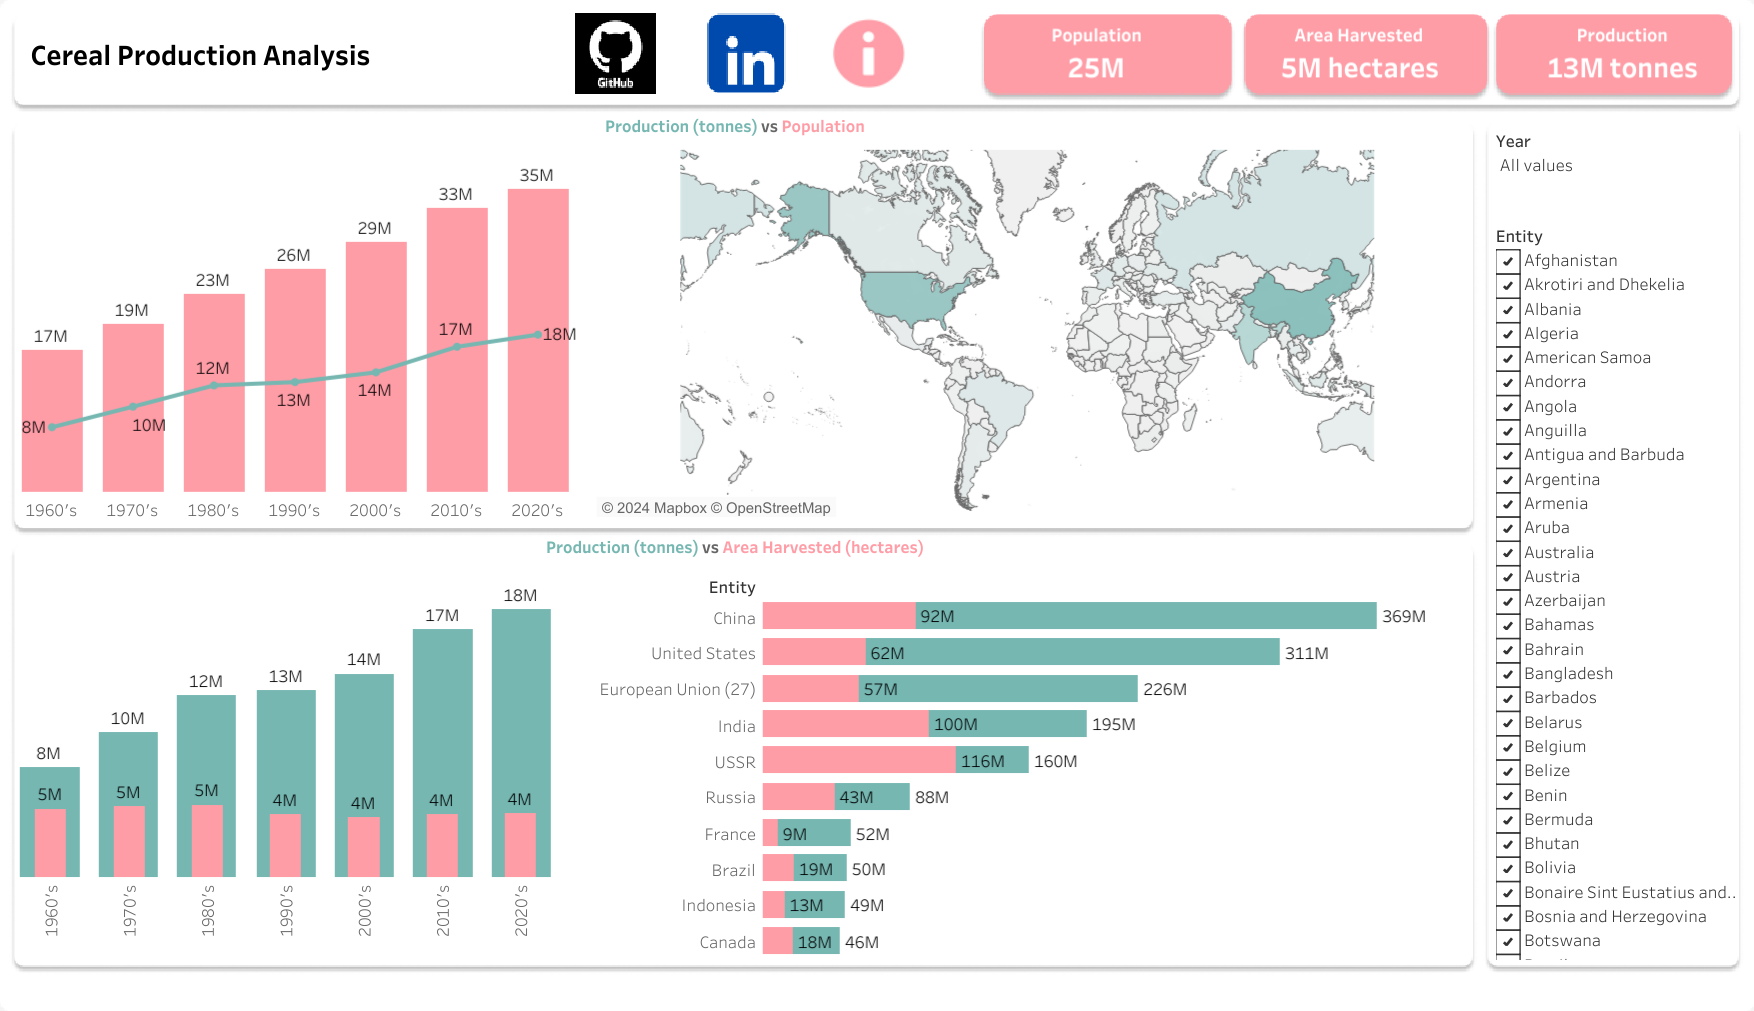 Cereal Production Analysis
GitHub
in
i
Population
25M
Area Harvested
5M hectares
Production
13M tonnes
Production (tonnes) vs Population
17M
19M
23M
26M
29M
33M
35M
8M
10M
12M
13M
14M
17M
18M
1960's
1970's
1980's
1990's
2000's
2010's
2020's
© 2024 Mapbox © OpenStreetMap
Production (tonnes) vs Area Harvested (hectares)
8M
10M
12M
13M
14M
17M
18M
5M
5M
5M
4M
4M
4M
4M
1960's
1970's
1980's
1990's
2000's
2010's
2020's
Entity
China 92M 369M
United States 62M 311M
European Union (27) 57M 226M
India 100M 195M
USSR 116M 160M
Russia 43M 88M
France 9M 52M
Brazil 19M 50M
Indonesia 13M 49M
Canada 18M 46M
Year
All values
Entity
Afghanistan
Akrotiri and Dhekelia
Albania
Algeria
American Samoa
Andorra
Angola
Anguilla
Antigua and Barbuda
Argentina
Armenia
Aruba
Australia
Austria
Azerbaijan
Bahamas
Bahrain
Bangladesh
Barbados
Belarus
Belgium
Belize
Benin
Bermuda
Bhutan
Bolivia
Bonaire Sint Eustatius and..
Bosnia and Herzegovina
Botswana